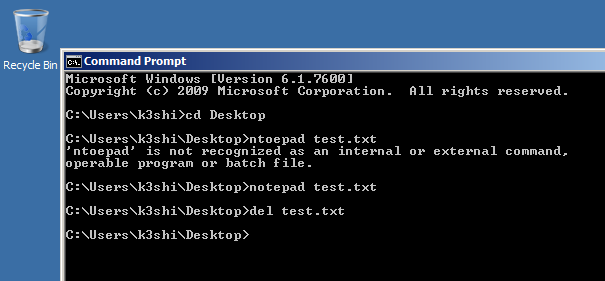 Recycle Bin
C:\. Command Prompt
Microsoft Windows [Version 6.1.7600]
Copyright (c) 2009 Microsoft Corporation.  All rights reserved.
C:\Users\k3shi>cd Desktop
C:\Users\k3shi\Desktop>ntoepad test.txt
'ntoepad' is not recognized as an internal or external command,
operable program or batch file.
C:\Users\k3shi\Desktop>notepad test.txt
C:\Users\k3shi\Desktop>del test.txt
C:\Users\k3shi\Desktop>